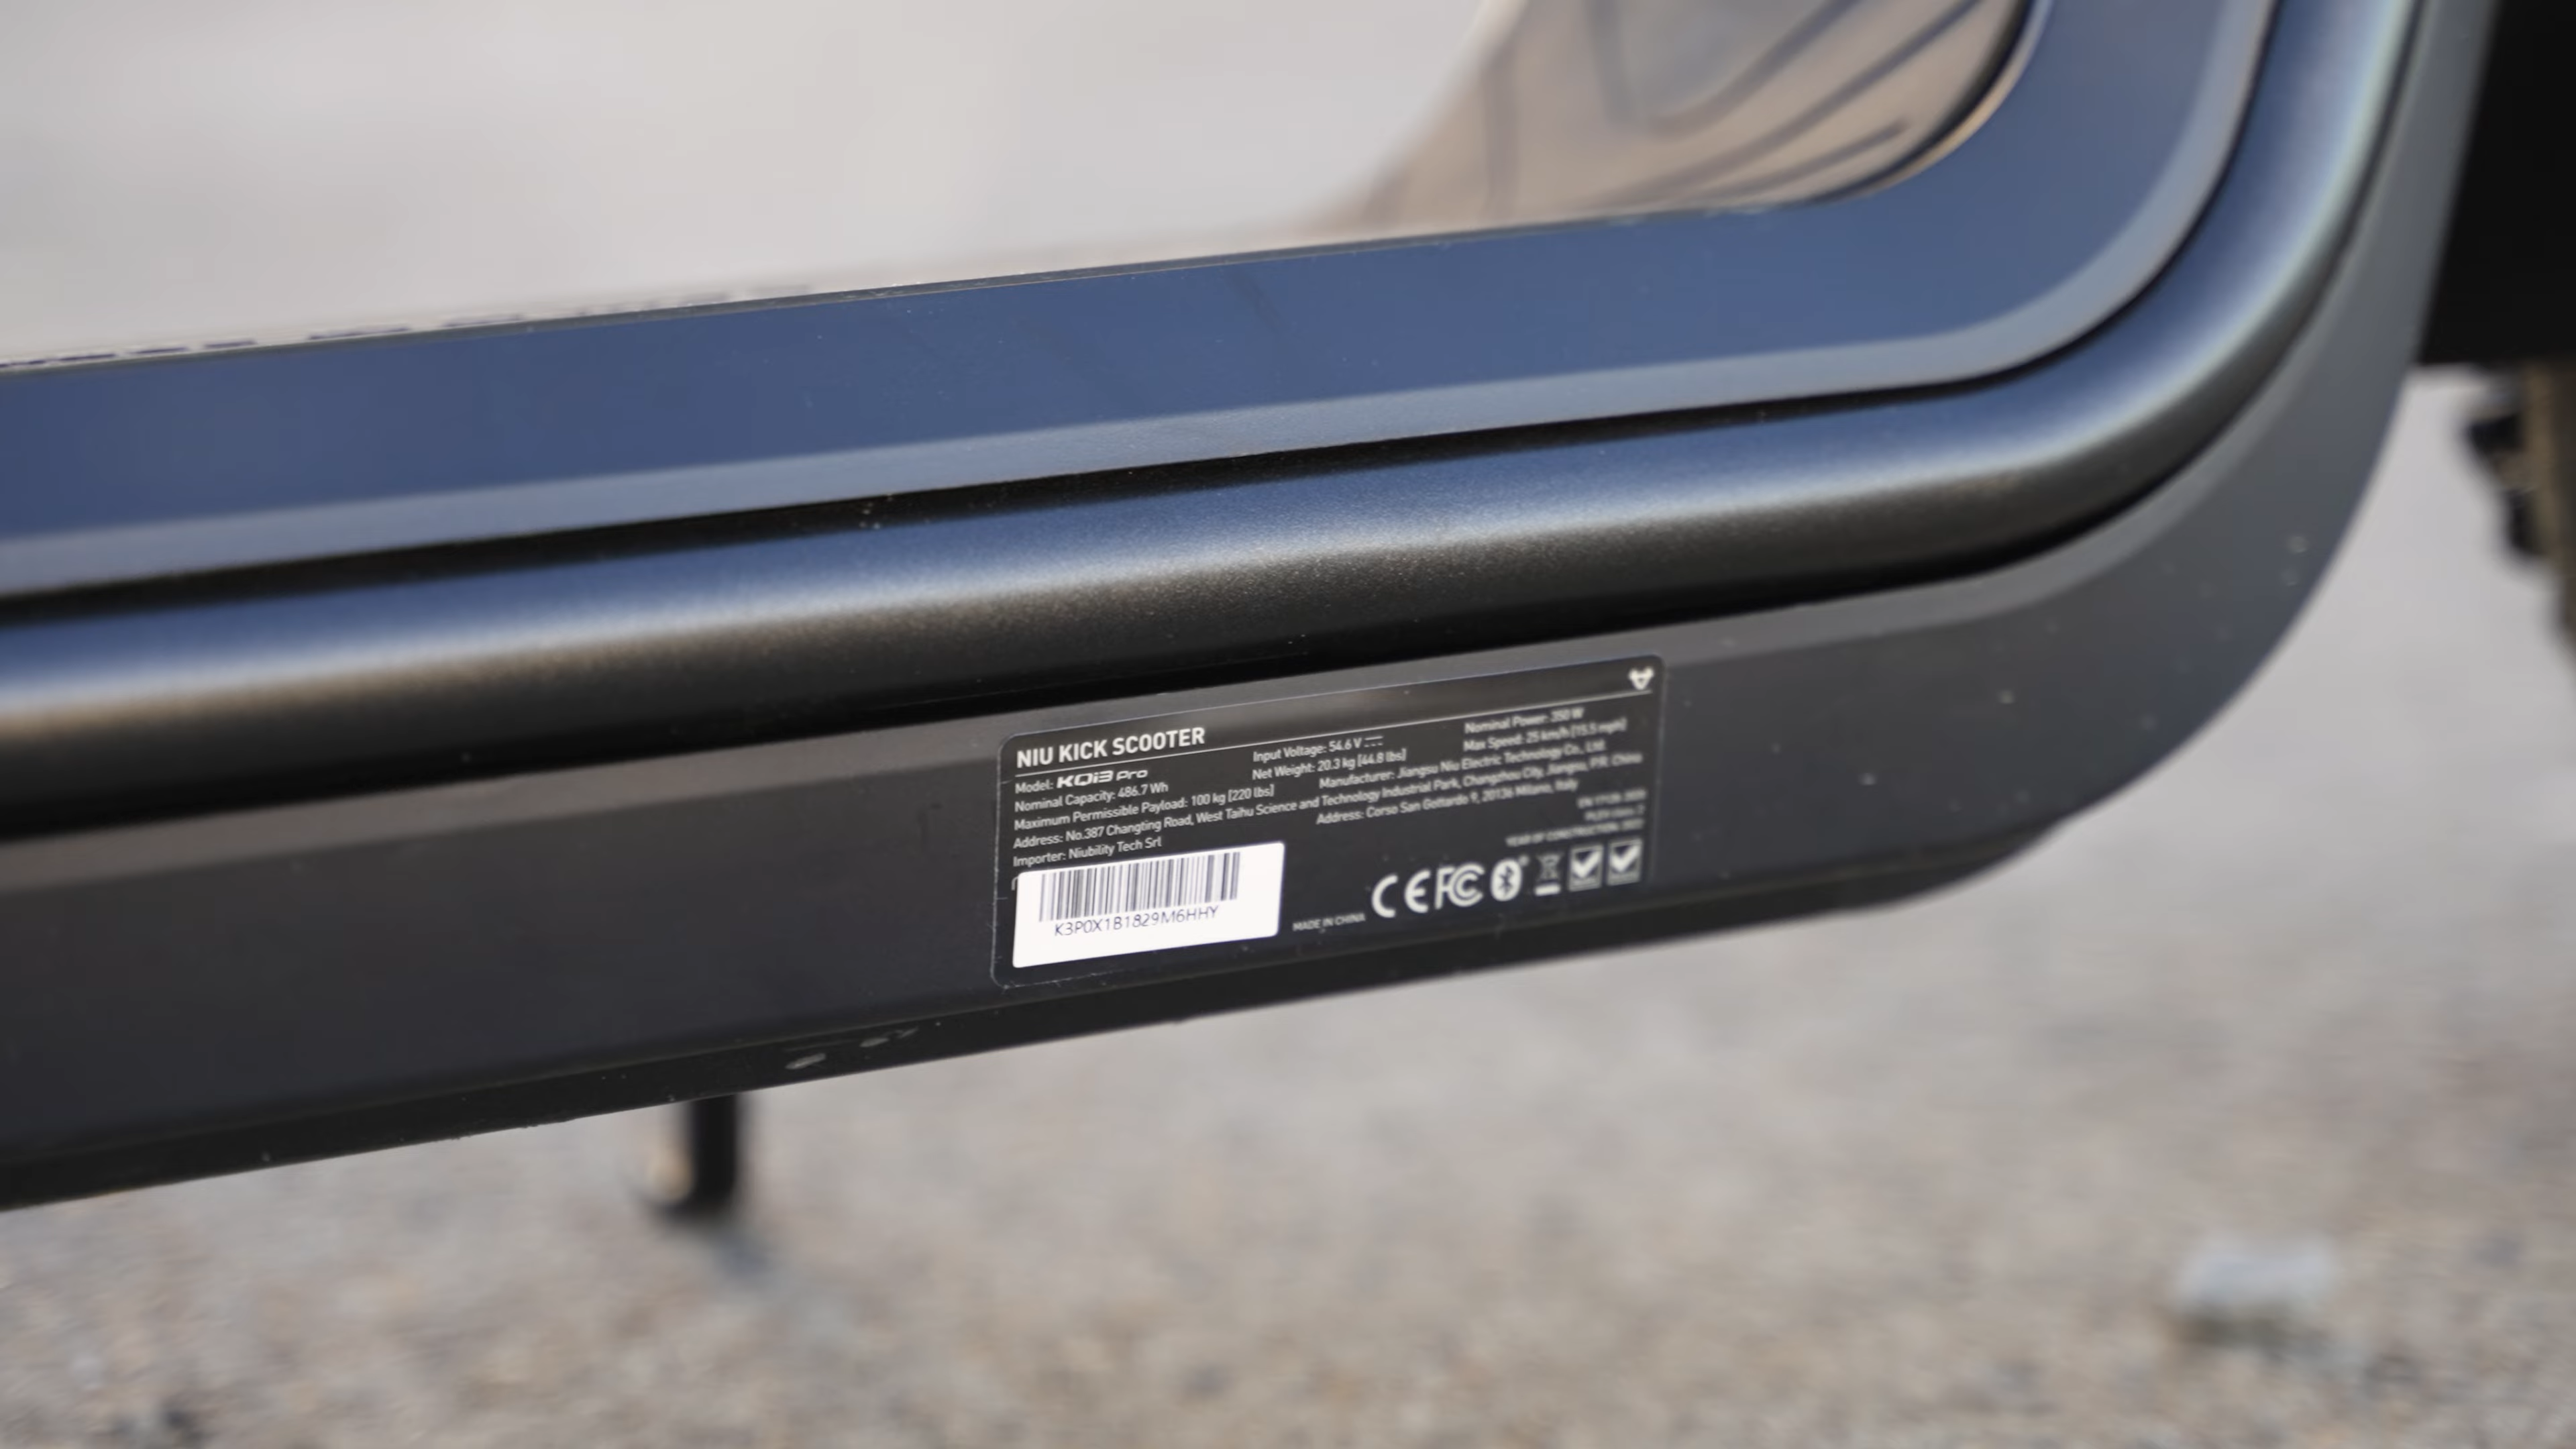 NIU KICK SCOOTER
Model: KQi3 Pro Input Voltage: 54.6 V Nominal Power: 350 W
Nominal Capacity: 486.7 Wh Net Weight: 20.3 kg [44.8 lbs] Max Speed: 25 km/h [15.5 mph]
Maximum Permissible Payload: 100 kg [220 lbs] Manufacturer: Jiangsu Niu Electric Technology Co., Ltd
Address: No.387 Changting Road, West Taihu Science and Technology Industrial Park, Changzhou City, Jiangsu, P.R. China
Importer: Niubility Tech Srl Address: Corso San Gottardo 9, 20136 Milano, Italy
YEAR OF CONSTRUCTION:
K3P0X1B1829M6HHY
MADE IN CHINA
CE FC